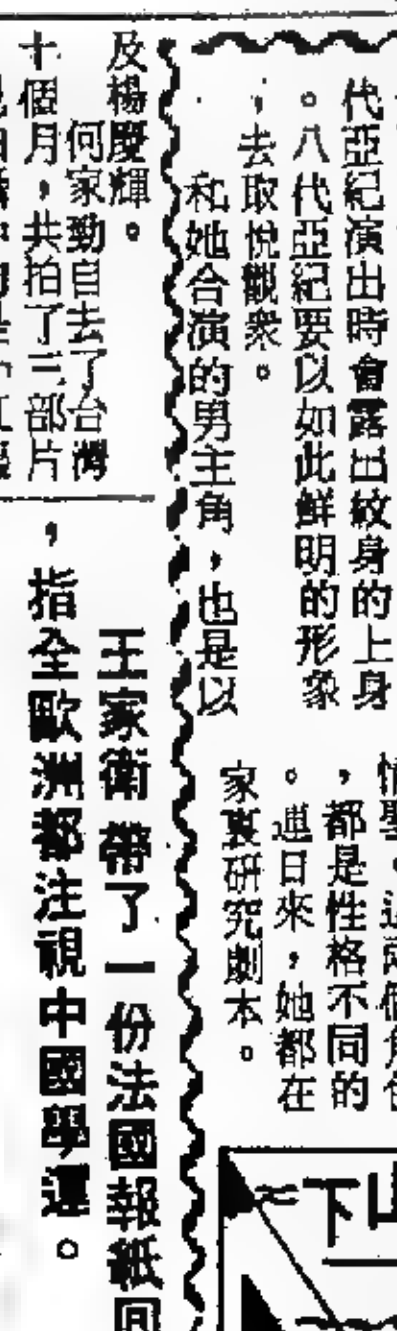 代亞紀演出時會露出紋身的上身
。八代亞紀要以如此鮮明的形象
，去取悅觀衆。
和她合演的男主角，也是以
，都是性格不同的
。連日來，她都在
家裏研究劇本。
及楊慶輝。
何家勁自去了台灣
十個月，共拍了三部片
王家衛帶了一份法國報紙回
，指全歐洲都注視中國學運。
下山